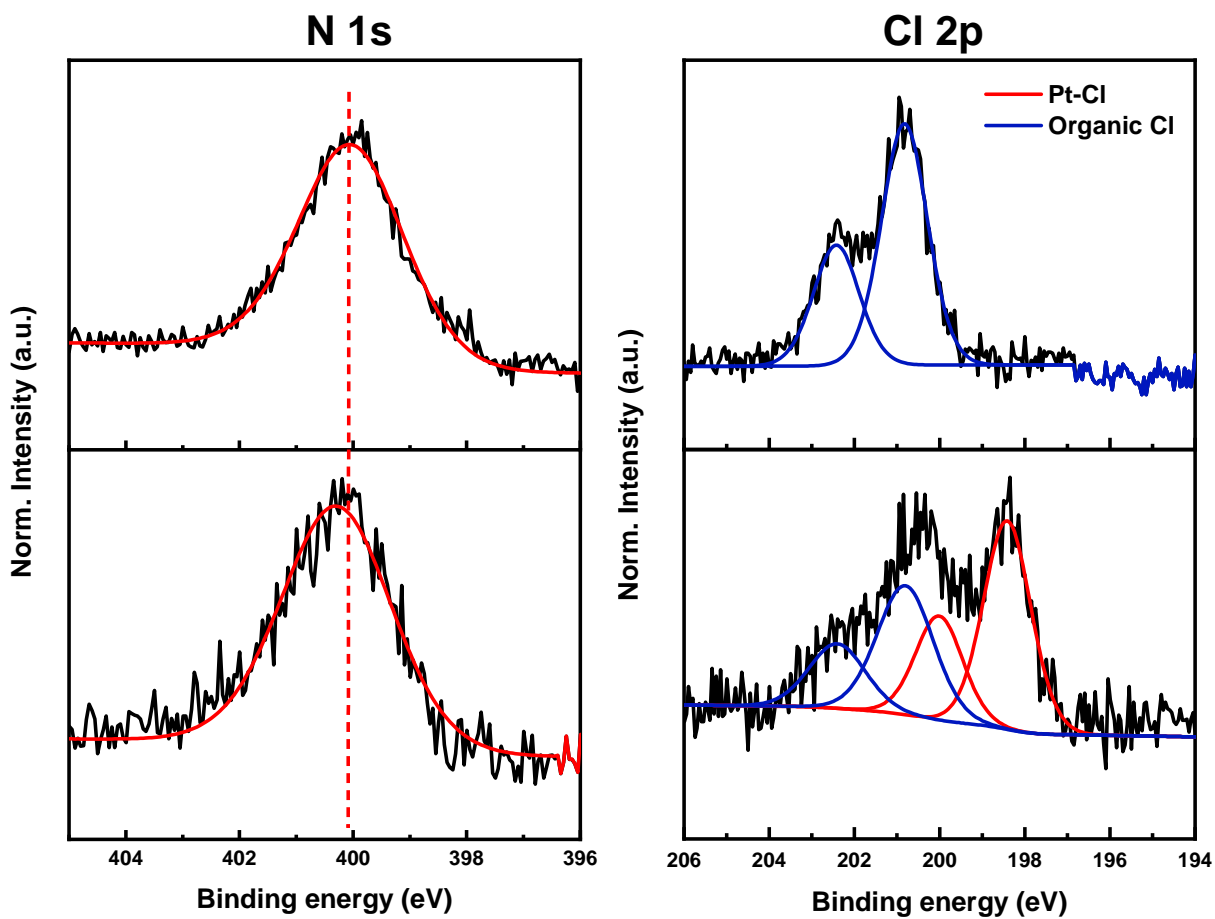 N 1s
Cl 2p
Pt-Cl
Organic Cl
Norm. Intensity (a.u.)
Norm. Intensity (a.u.)
404 402 400 398 396
206 204 202 200 198 196 194
Binding energy (eV)
Binding energy (eV)